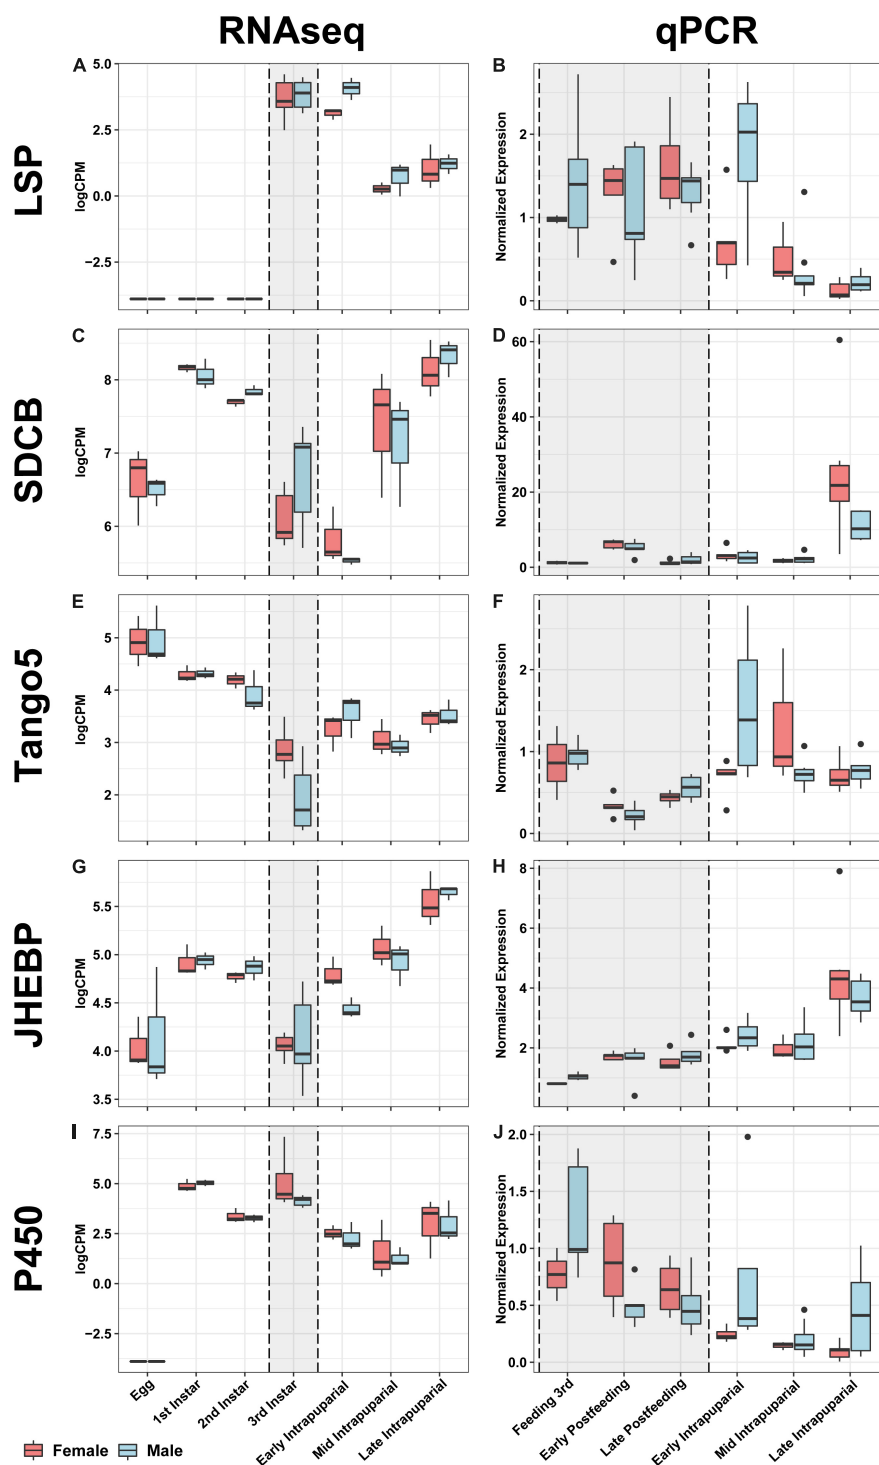 RNAseq
qPCR
LSP
A
logCPM
5.0
2.5
0.0
−2.5
B
Normalized Expression
2
1
0
SDCB
C
logCPM
8
7
6
D
Normalized Expression
60
40
20
0
Tango5
E
logCPM
5
4
3
2
F
Normalized Expression
2
1
0
JHEBP
G
logCPM
5.5
5.0
4.5
4.0
3.5
H
Normalized Expression
8
6
4
2
P450
I
logCPM
7.5
5.0
2.5
0.0
−2.5
J
Normalized Expression
2.0
1.5
1.0
0.5
0.0
Egg
1st Instar
2nd Instar
3rd Instar
Early Intrapuparial
Mid Intrapuparial
Late Intrapuparial
Feeding 3rd
Early Postfeeding
Late Postfeeding
Early Intrapuparial
Mid Intrapuparial
Late Intrapuparial
Female
Male